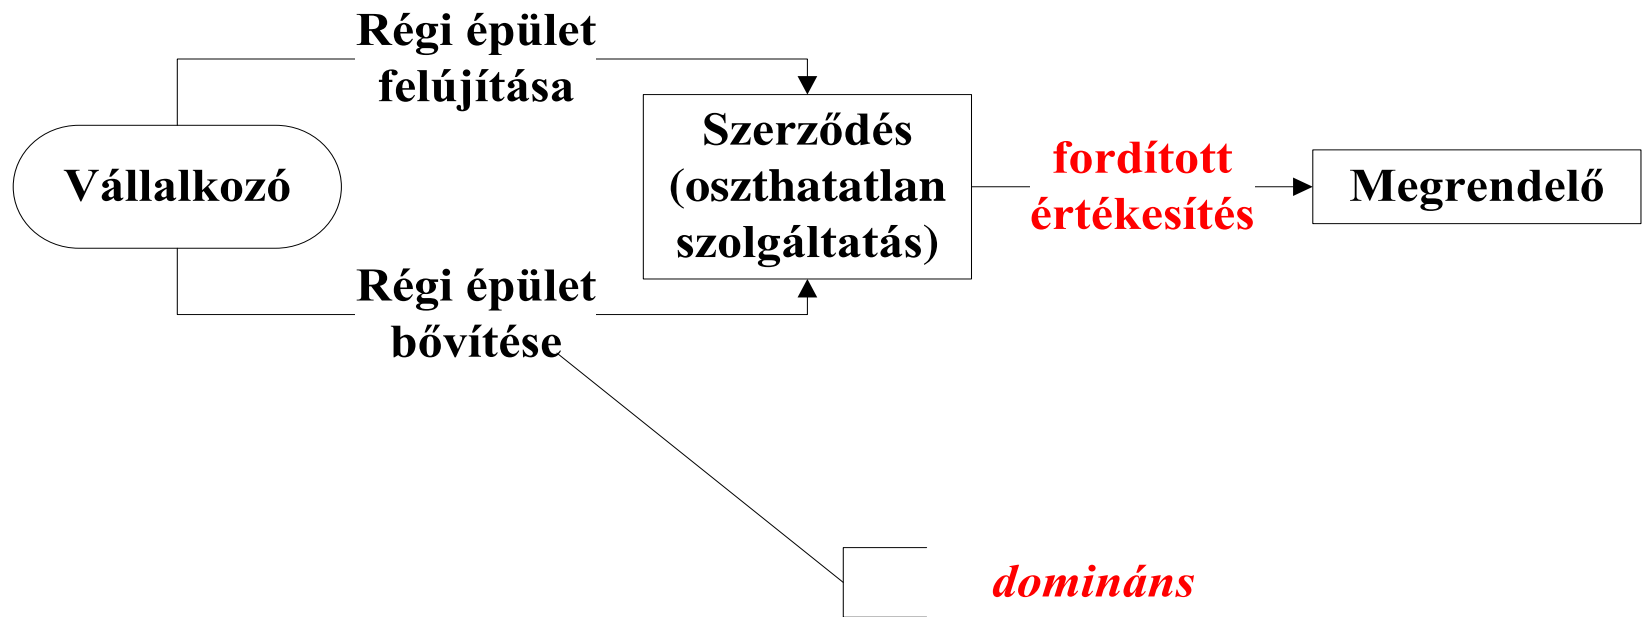 Régi épület
felújítása
Vállalkozó
Szerződés
(oszthatatlan
szolgáltatás)
fordított
értékesítés
Megrendelő
Régi épület
bővítése
domináns